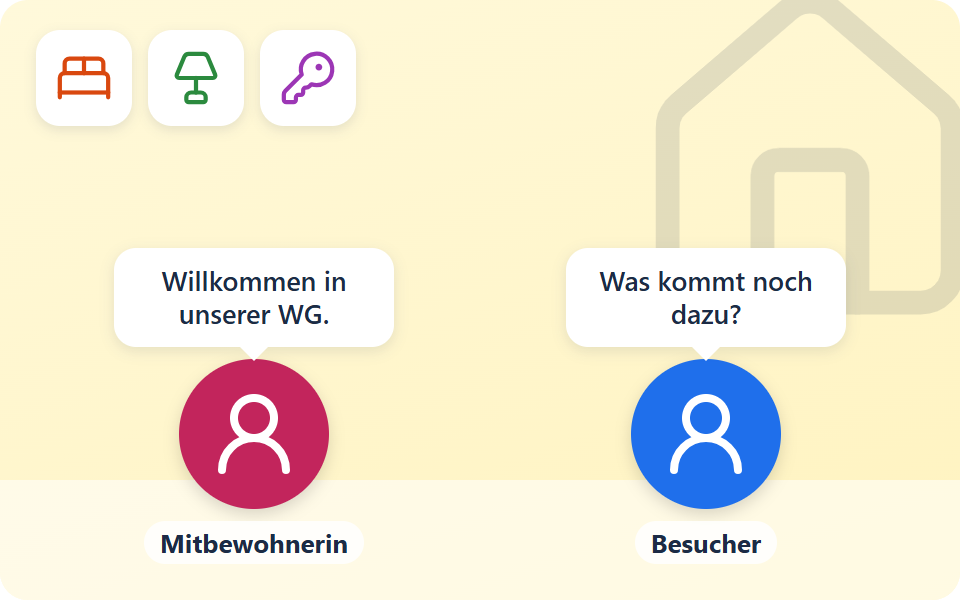 Willkommen in
unserer WG.
Was kommt noch
dazu?
Mitbewohnerin
Besucher